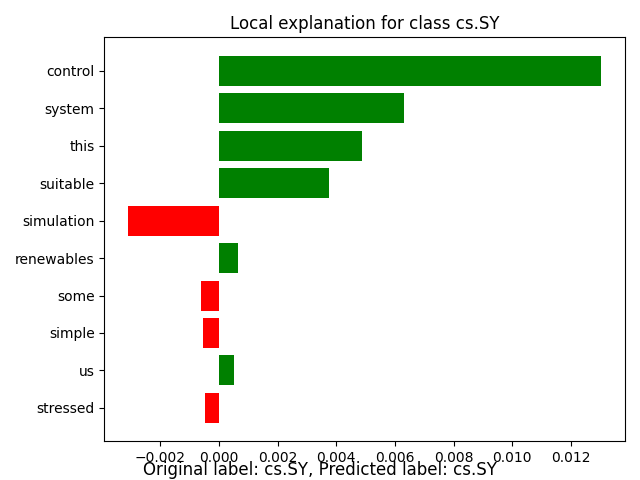 Local explanation for class cs.SY
control
system
this
suitable
simulation
renewables
some
simple
us
stressed
−0.002 0.000 0.002 0.004 0.006 0.008 0.010 0.012
Original label: cs.SY, Predicted label: cs.SY